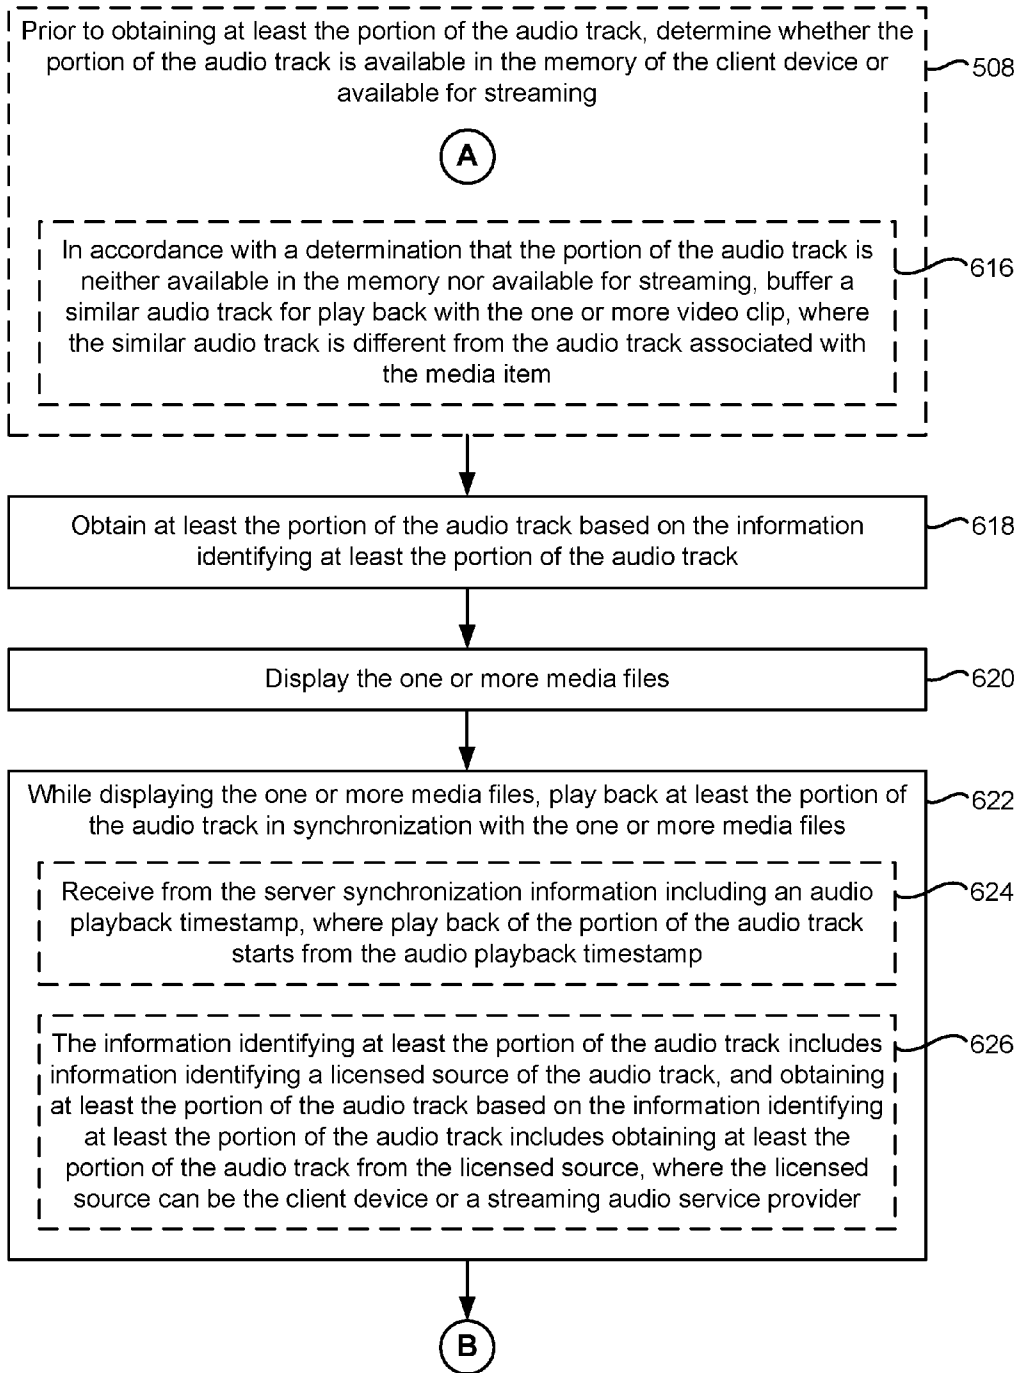 Prior to obtaining at least the portion of the audio track, determine whether the
portion of the audio track is available in the memory of the client device or
available for streaming
508
A
In accordance with a determination that the portion of the audio track is
neither available in the memory nor available for streaming, buffer a
similar audio track for play back with the one or more video clip, where
the similar audio track is different from the audio track associated with
the media item
616
Obtain at least the portion of the audio track based on the information
identifying at least the portion of the audio track
618
Display the one or more media files
620
While displaying the one or more media files, play back at least the portion of
the audio track in synchronization with the one or more media files
622
Receive from the server synchronization information including an audio
playback timestamp, where play back of the portion of the audio track
starts from the audio playback timestamp
624
The information identifying at least the portion of the audio track includes
information identifying a licensed source of the audio track, and obtaining
at least the portion of the audio track based on the information identifying
at least the portion of the audio track includes obtaining at least the
portion of the audio track from the licensed source, where the licensed
source can be the client device or a streaming audio service provider
626
B